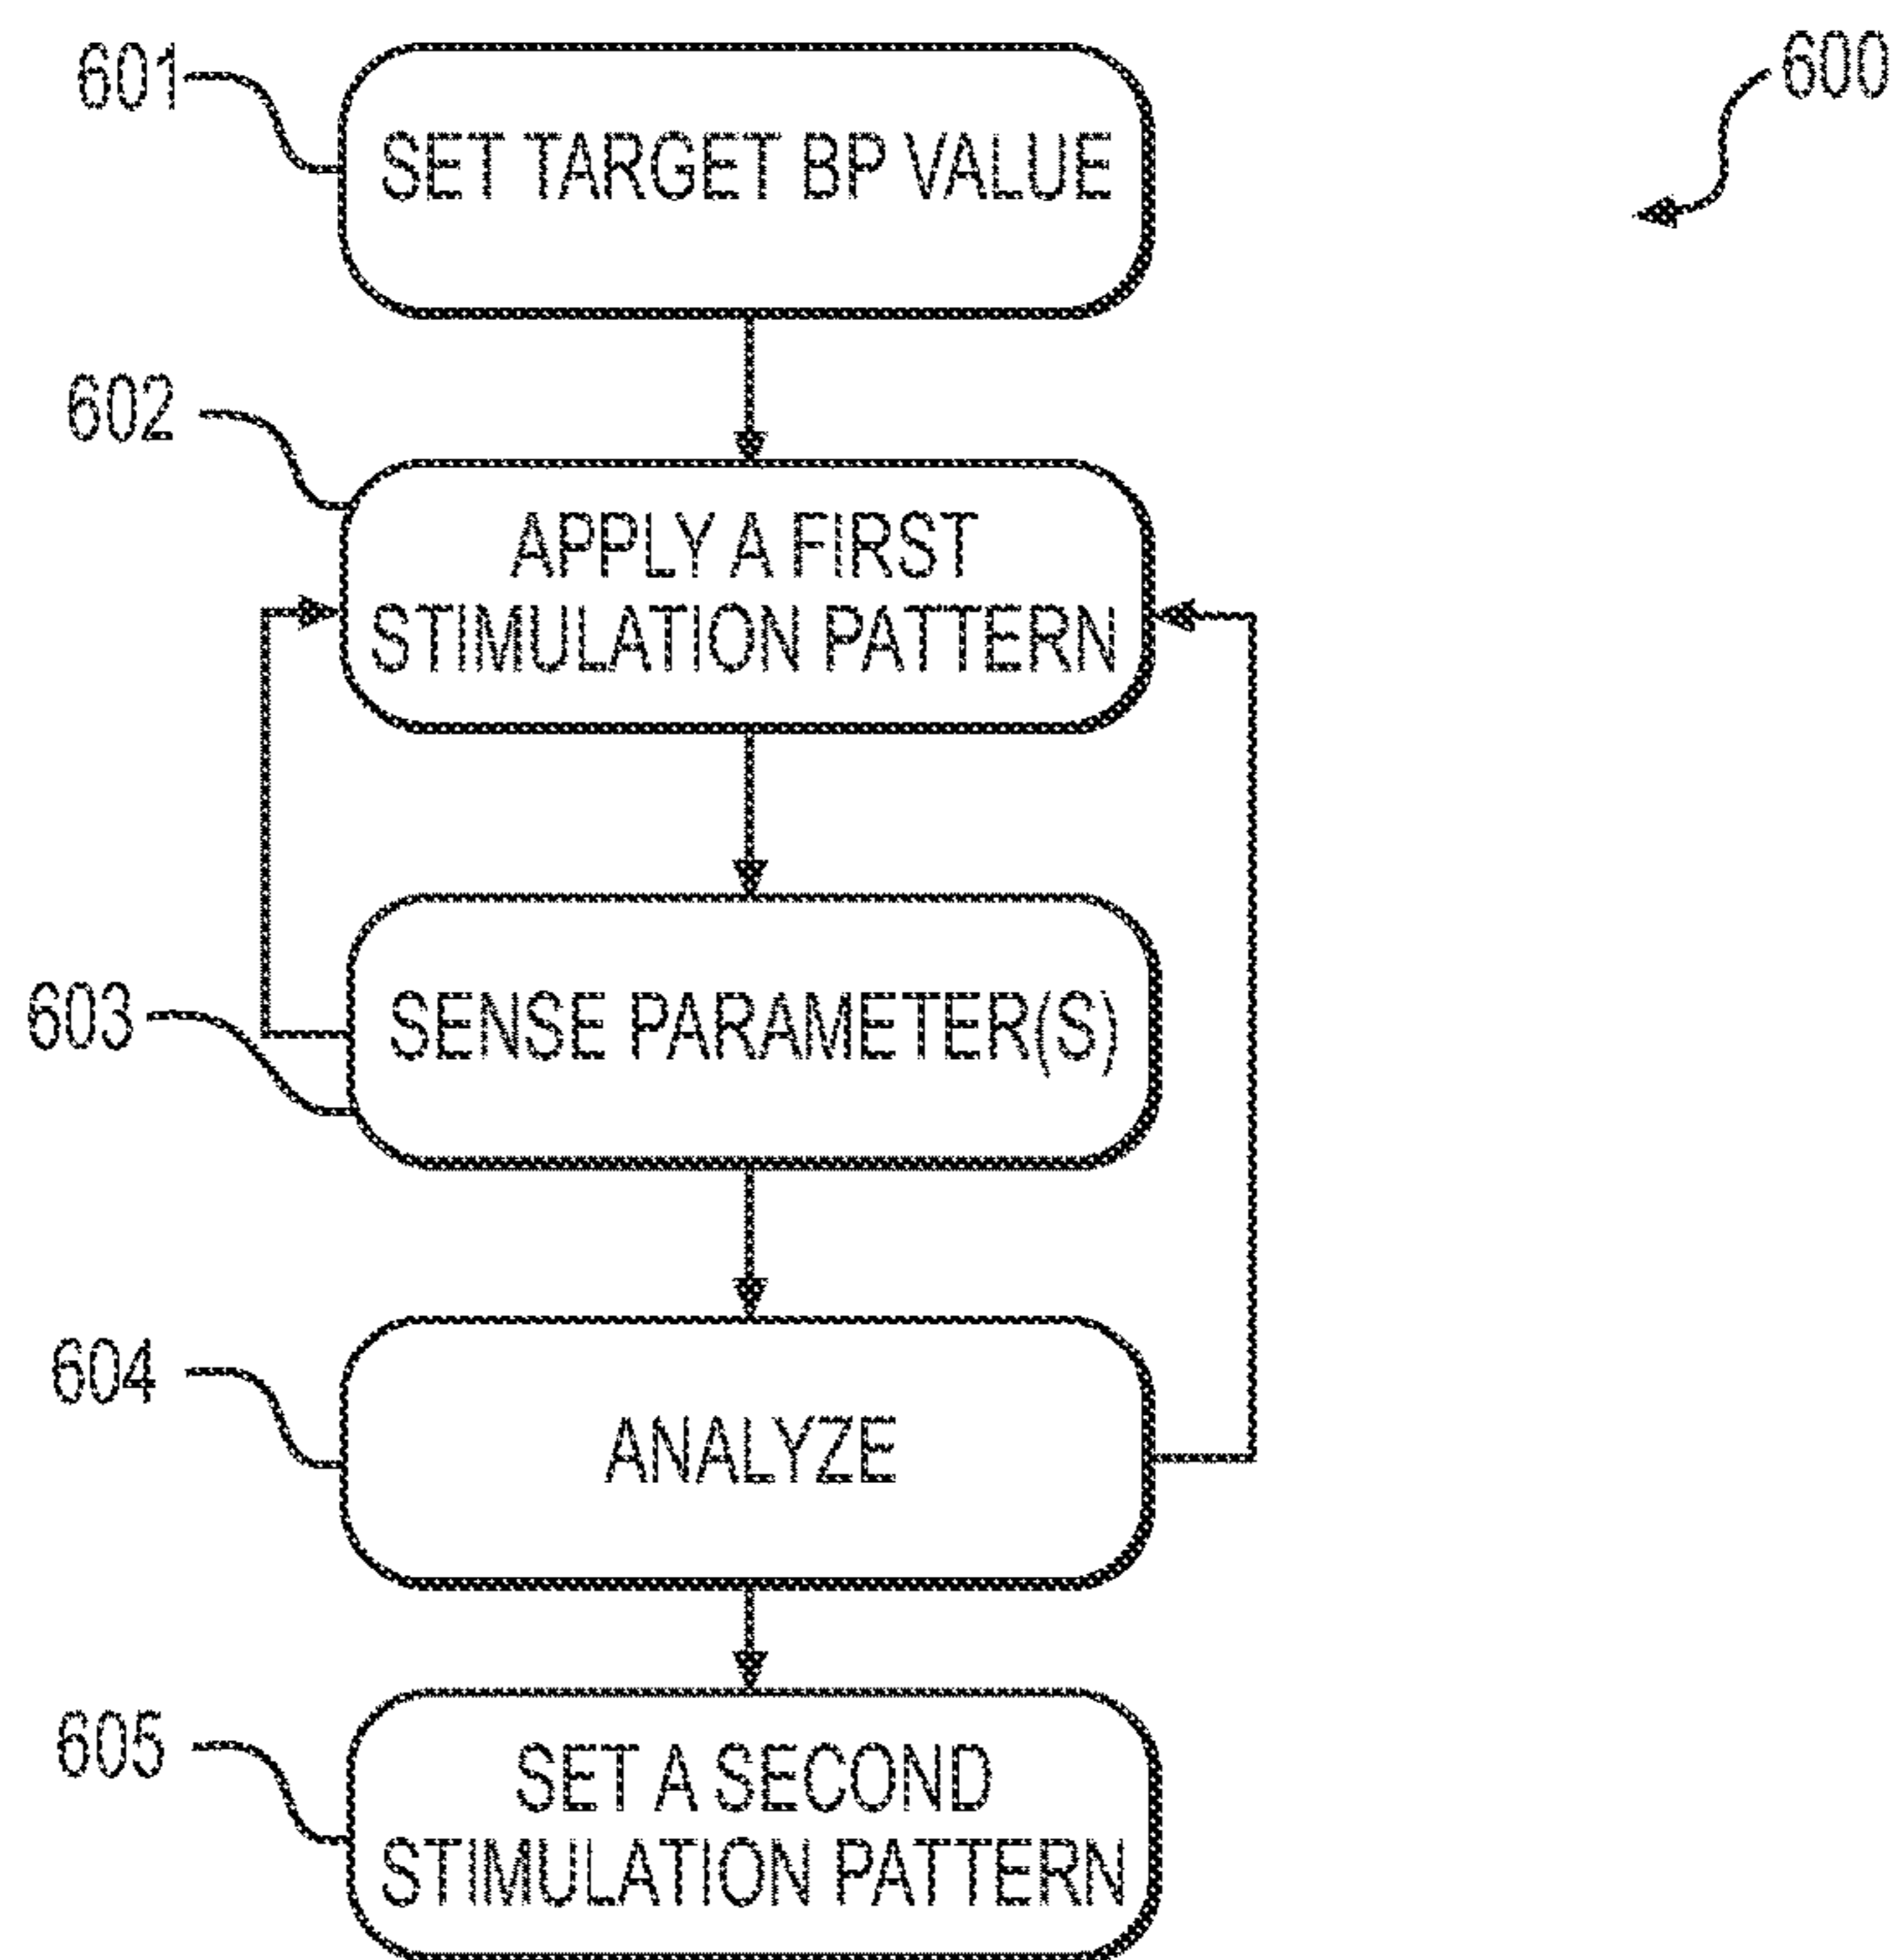 601
600
SET TARGET BP VALUE
602
APPLY A FIRST
STIMULATION PATTERN
603
SENSE PARAMETER(S)
604
ANALYZE
605
SET A SECOND
STIMULATION PATTERN